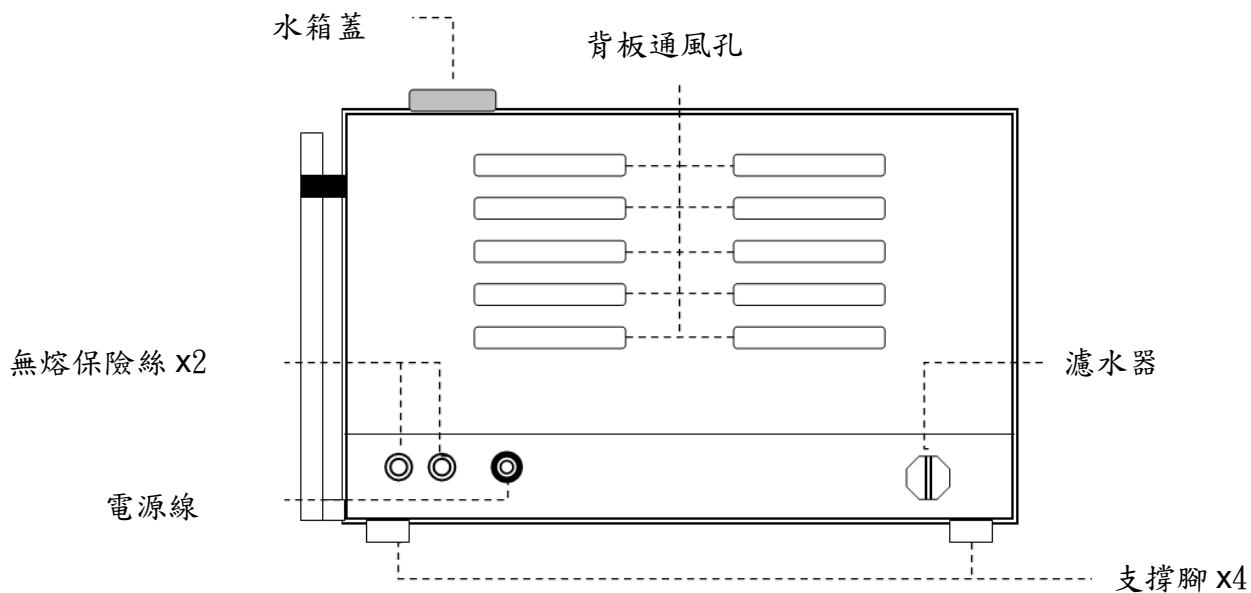 水箱蓋
背板通風孔
無熔保險絲 x2
濾水器
電源線
支撐腳 x4